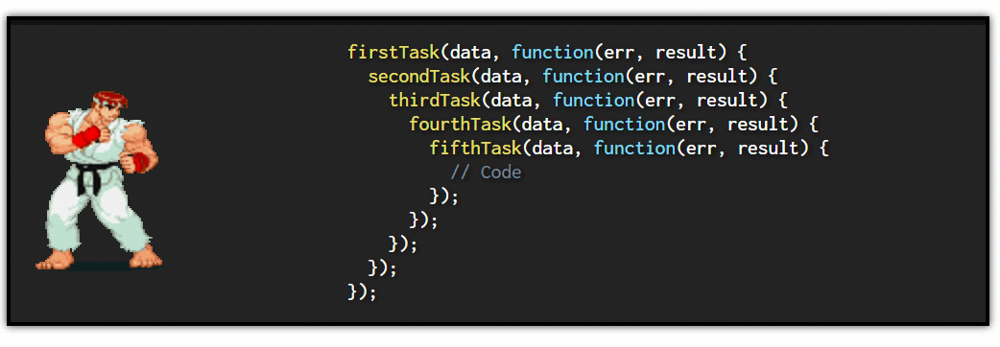 firstTask(data, function(err, result) {
  secondTask(data, function(err, result) {
    thirdTask(data, function(err, result) {
      fourthTask(data, function(err, result) {
        fifthTask(data, function(err, result) {
          // Code
        });
      });
    });
  });
});